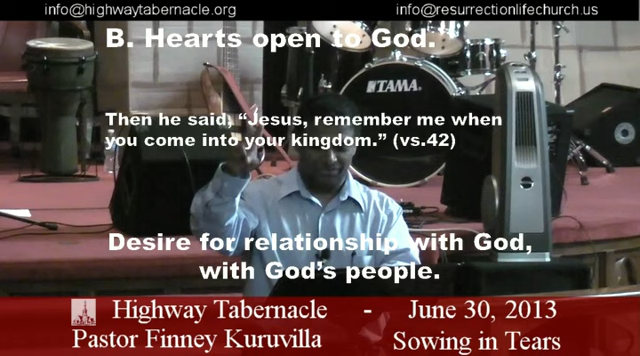 info@highwaytabernacle.org info@resurrectionlifechurch.us
B. Hearts open to God.
TAMA
Then he said, “Jesus, remember me when
you come into your kingdom.” (vs.42)
Desire for relationship with God,
with God’s people.
Highway Tabernacle - June 30, 2013
Pastor Finney Kuruvilla Sowing in Tears